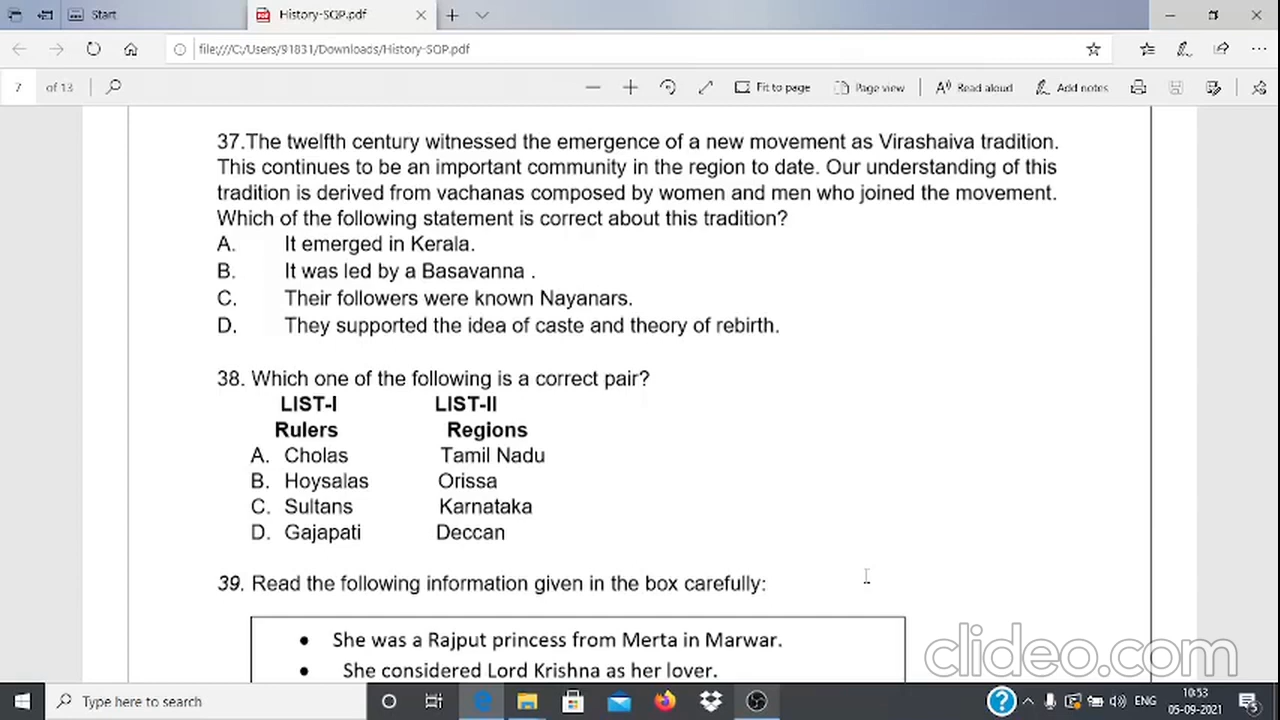 Start
History-SQP.pdf
file:///C:/Users/91831/Downloads/History-SQP.pdf
7 of 13
Fit to page
Page view
Read aloud
Add notes
37.The twelfth century witnessed the emergence of a new movement as Virashaiva tradition.
This continues to be an important community in the region to date. Our understanding of this
tradition is derived from vachanas composed by women and men who joined the movement.
Which of the following statement is correct about this tradition?
A. It emerged in Kerala.
B. It was led by a Basavanna .
C. Their followers were known Nayanars.
D. They supported the idea of caste and theory of rebirth.
38. Which one of the following is a correct pair?
LIST-I LIST-II
Rulers Regions
A. Cholas Tamil Nadu
B. Hoysalas Orissa
C. Sultans Karnataka
D. Gajapati Deccan
39. Read the following information given in the box carefully:
• She was a Rajput princess from Merta in Marwar.
• She considered Lord Krishna as her lover.
clideo.com
Type here to search
ENG
10:53
05-09-2021
5